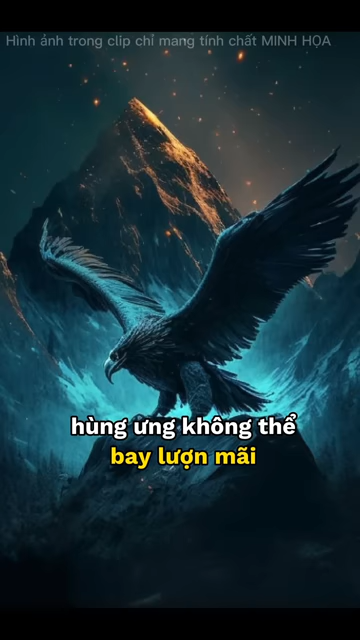 Hình ảnh trong clip chỉ mang tính chất MINH HỌA
hùng ưng không thể
bay lượn mãi